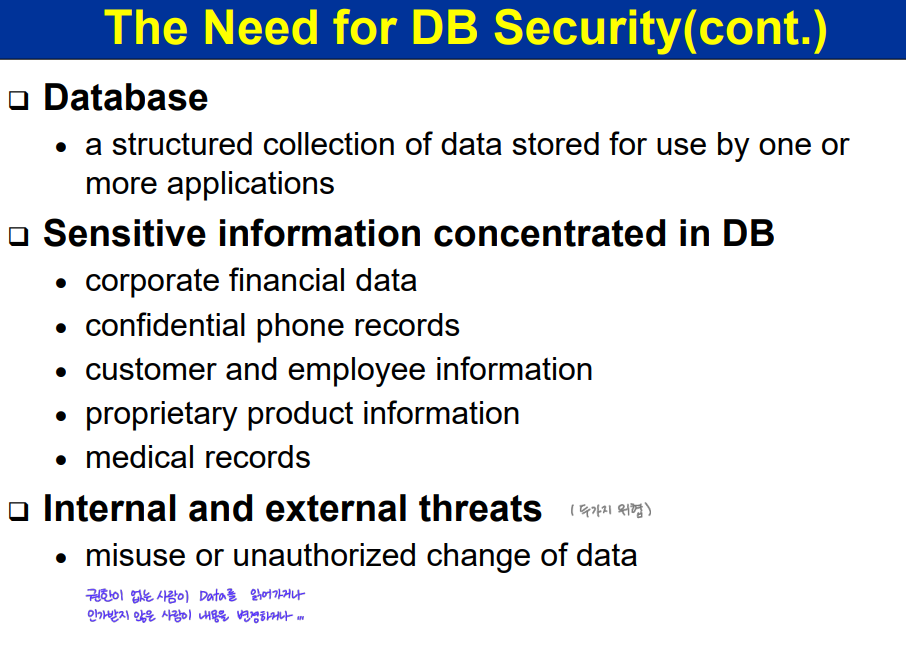 The Need for DB Security(cont.)
❑ Database
• a structured collection of data stored for use by one or
more applications
❑ Sensitive information concentrated in DB
• corporate financial data
• confidential phone records
• customer and employee information
• proprietary product information
• medical records
❑ Internal and external threats (두가지 위협)
• misuse or unauthorized change of data
권한이 없는 사람이 Data를 읽어가거나
인가받지 않은 사람이 내용을 변경하거나 ...